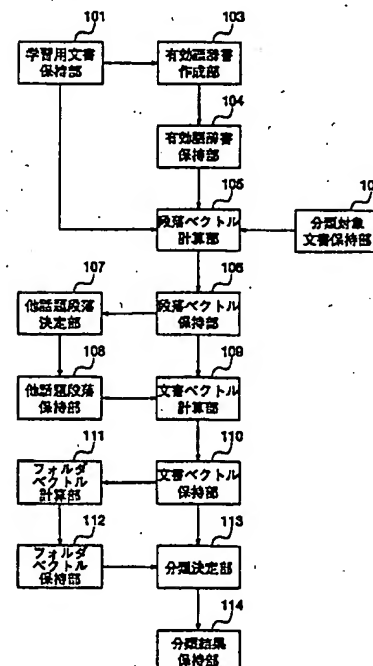 101
学習用文書
保持部
103
有効語辞書
作成部
104
有効語辞書
保持部
105
段落ベクトル
計算部
10
分類対象
文書保持部
106
段落ベクトル
保持部
107
他話題段落
決定部
108
他話題段落
保持部
109
文書ベクトル
計算部
110
文書ベクトル
保持部
111
フォルダ
ベクトル
計算部
112
フォルダ
ベクトル
保持部
113
分類決定部
114
分類結果
保持部